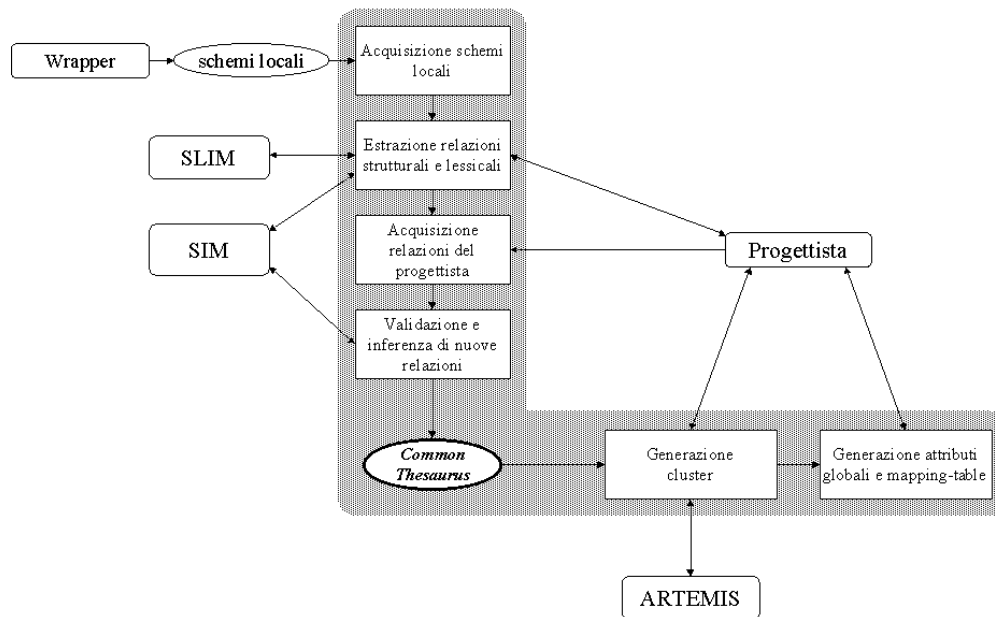 Wrapper
schemi locali
Acquisizione schemi
locali
SLIM
Estrazione relazioni
strutturali e lessicali
SIM
Acquisizione
relazioni del
progettista
Progettista
Validazione e
inferenza di nuove
relazioni
Common
Thesaurus
Generazione
cluster
Generazione attributi
globali e mapping-table
ARTEMIS